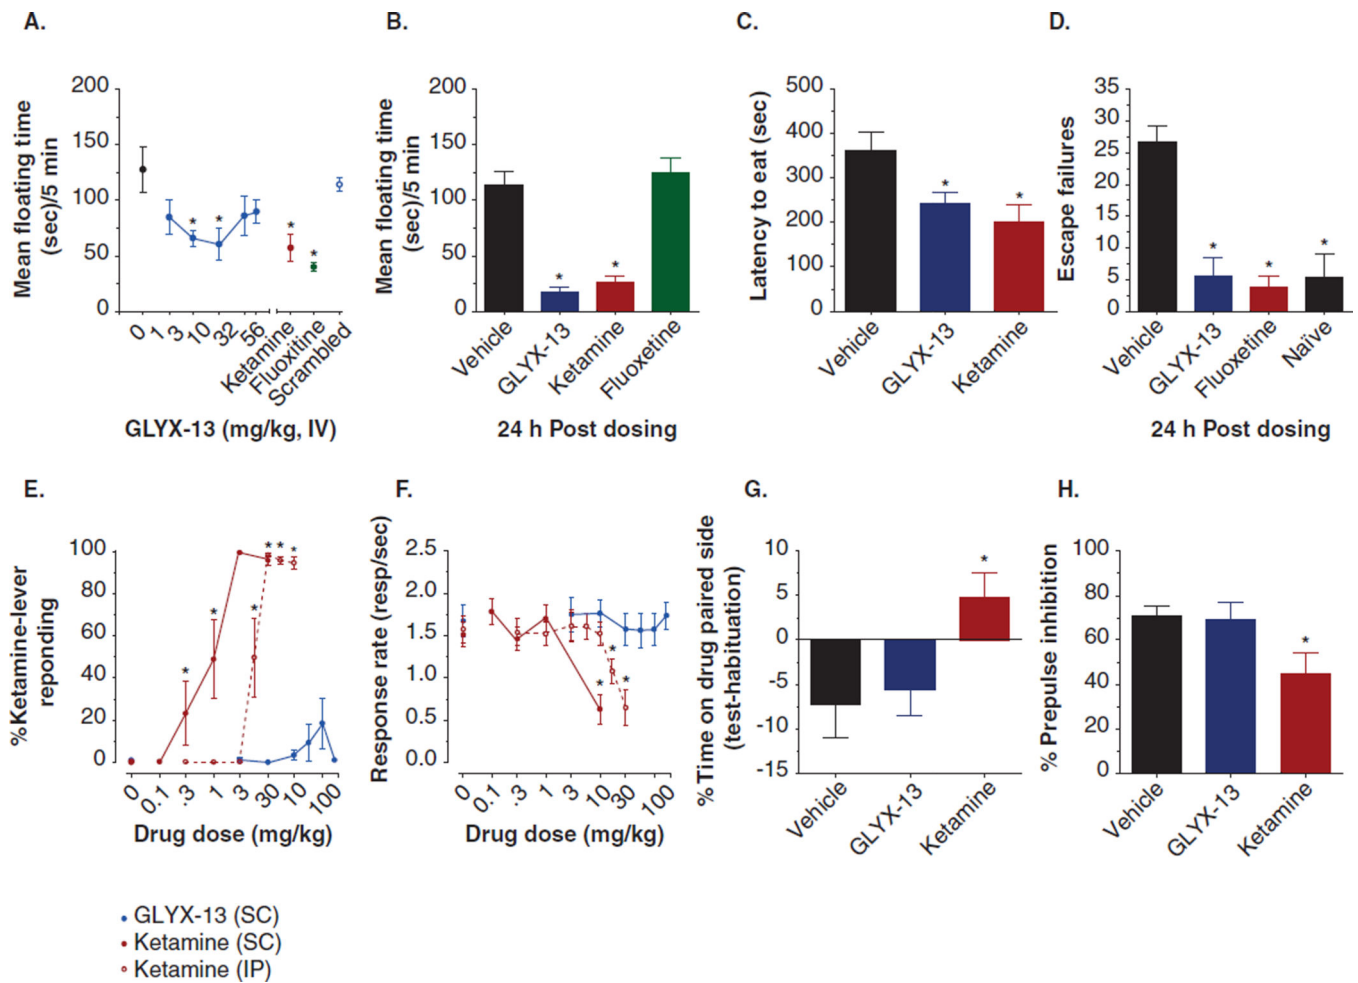 A.
Mean floating time
(sec)/5 min
200
150
100
50
0
* * * *
0 1 3 10 32 56 Ketamine Fluoxitine Scrambled
GLYX-13 (mg/kg, IV)
B.
Mean floating time
(sec)/5 min
200
150
100
50
0
* *
Vehicle GLYX-13 Ketamine Fluoxetine
24 h Post dosing
C.
Latency to eat (sec)
500
400
300
200
100
0
* *
Vehicle GLYX-13 Ketamine
D.
Escape failures
35
30
25
20
15
10
5
0
* * *
Vehicle GLYX-13 Fluoxetine Naïve
24 h Post dosing
E.
%Ketamine-lever
reponding
100
80
60
40
20
0
* * * * * *
0 0.1 .3 1 3 30 10 100
Drug dose (mg/kg)
F.
Response rate (resp/sec)
2.5
2.0
1.5
1.0
0.5
0.0
* * *
0 0.1 .3 1 3 10 30 100
Drug dose (mg/kg)
G.
% Time on drug paired side
(test-habituation)
10
5
0
-5
-10
-15
*
Vehicle GLYX-13 Ketamine
H.
% Prepulse inhibition
100
80
60
40
20
0
*
Vehicle GLYX-13 Ketamine
GLYX-13 (SC)
Ketamine (SC)
Ketamine (IP)